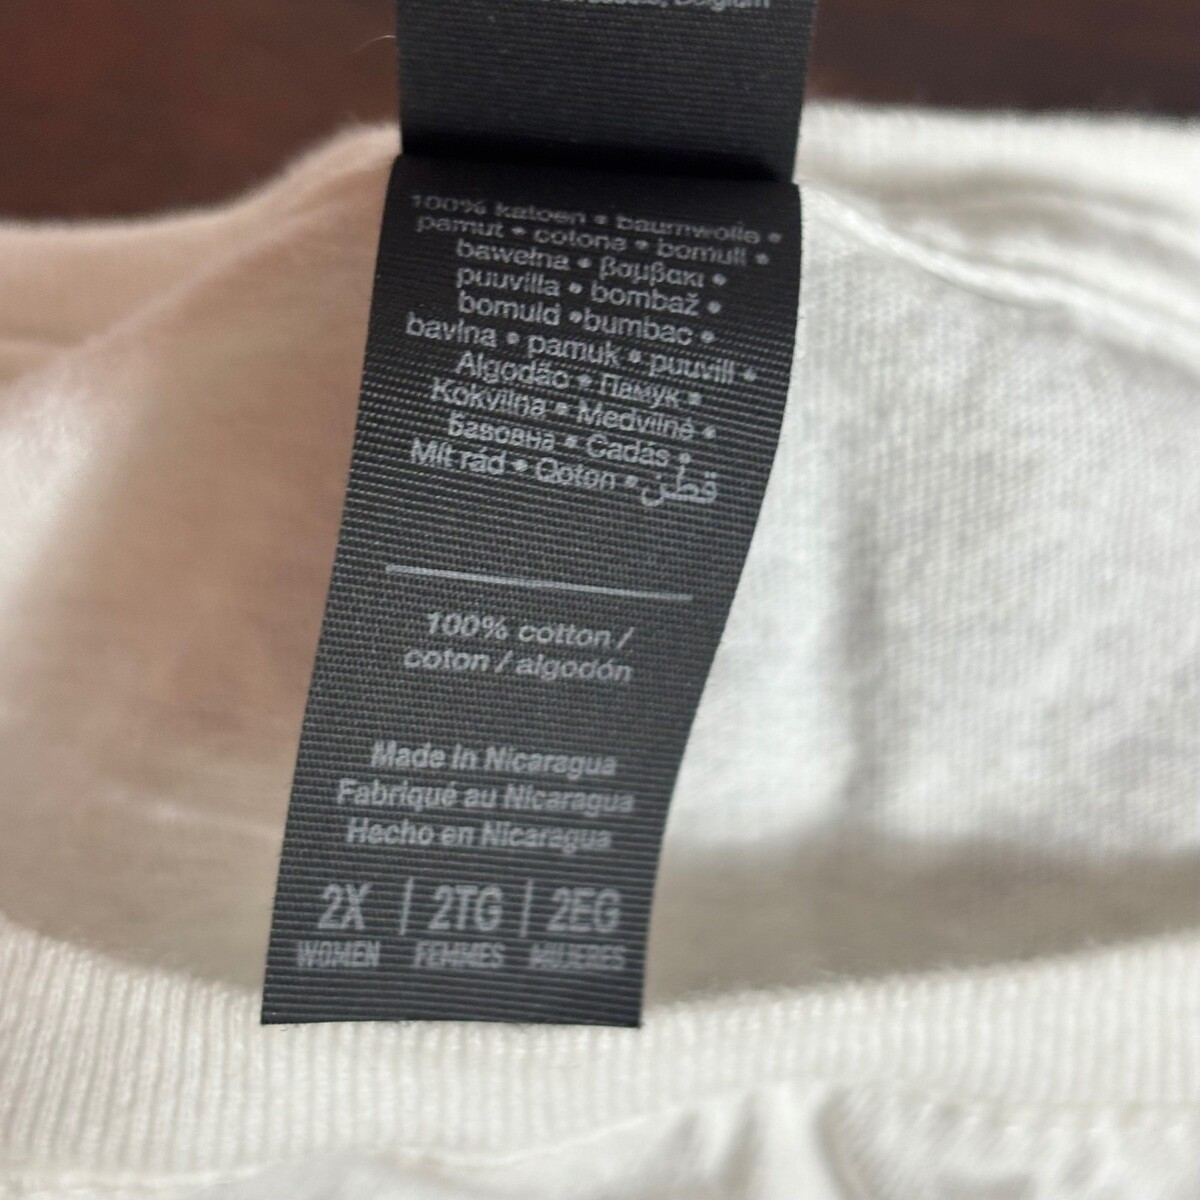 Belgium
100% katoen • baumwolle •
pamut • cotone • bomull •
bawełna • βαμβακι •
puuvilla • bombaž •
bomuld •bumbac •
bavlna • pamuk • puuvill •
Algodão • Памук •
Kokvilna • Medvilnė •
Бавовна • Cadás •
Mít rád • Qoton • قطن
100% cotton /
coton / algodón
Made In Nicaragua
Fabriqué au Nicaragua
Hecho en Nicaragua
2X | 2TG | 2EG
WOMEN FEMMES MUJERES